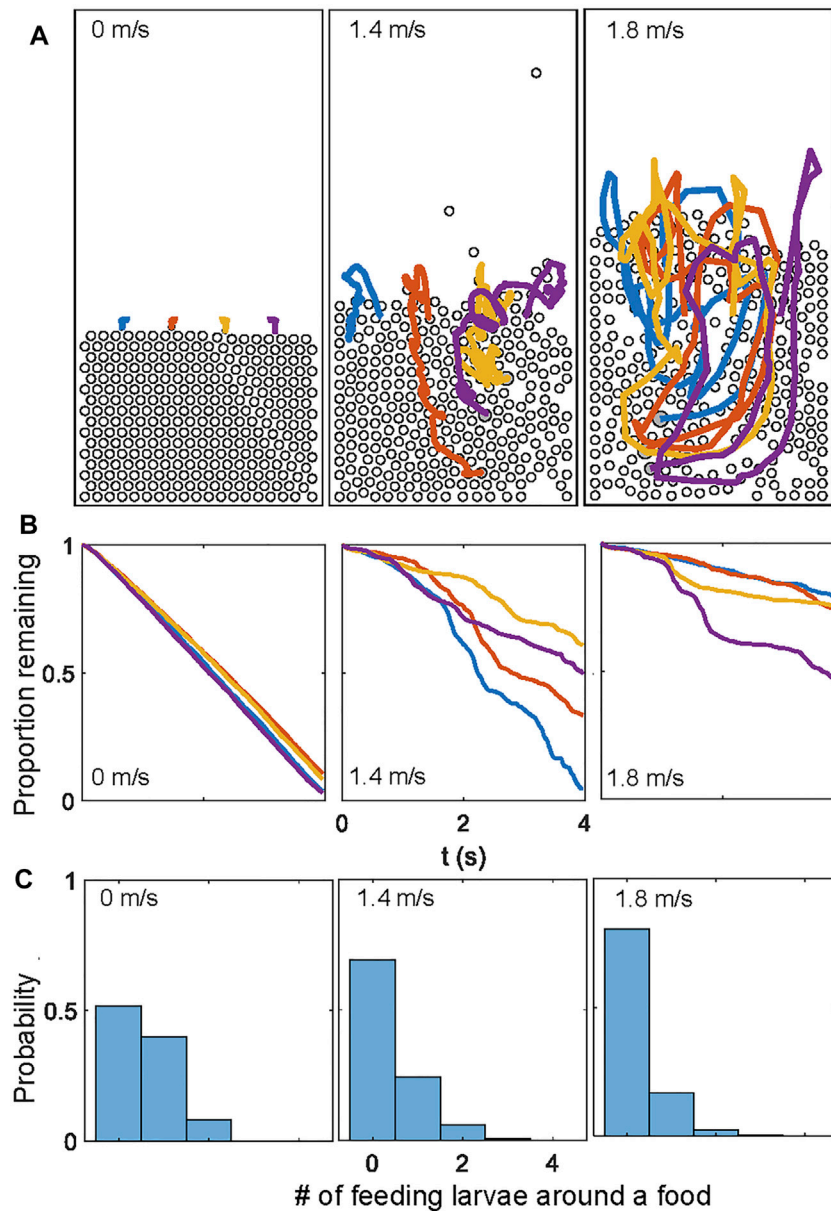 A
0 m/s
1.4 m/s
1.8 m/s
B
Proportion remaining
1
0.5
0
0 m/s
1.4 m/s
1.8 m/s
0 2 4
t (s)
C
Probability
1
0.5
0
0 m/s
1.4 m/s
1.8 m/s
0 2 4
# of feeding larvae around a food